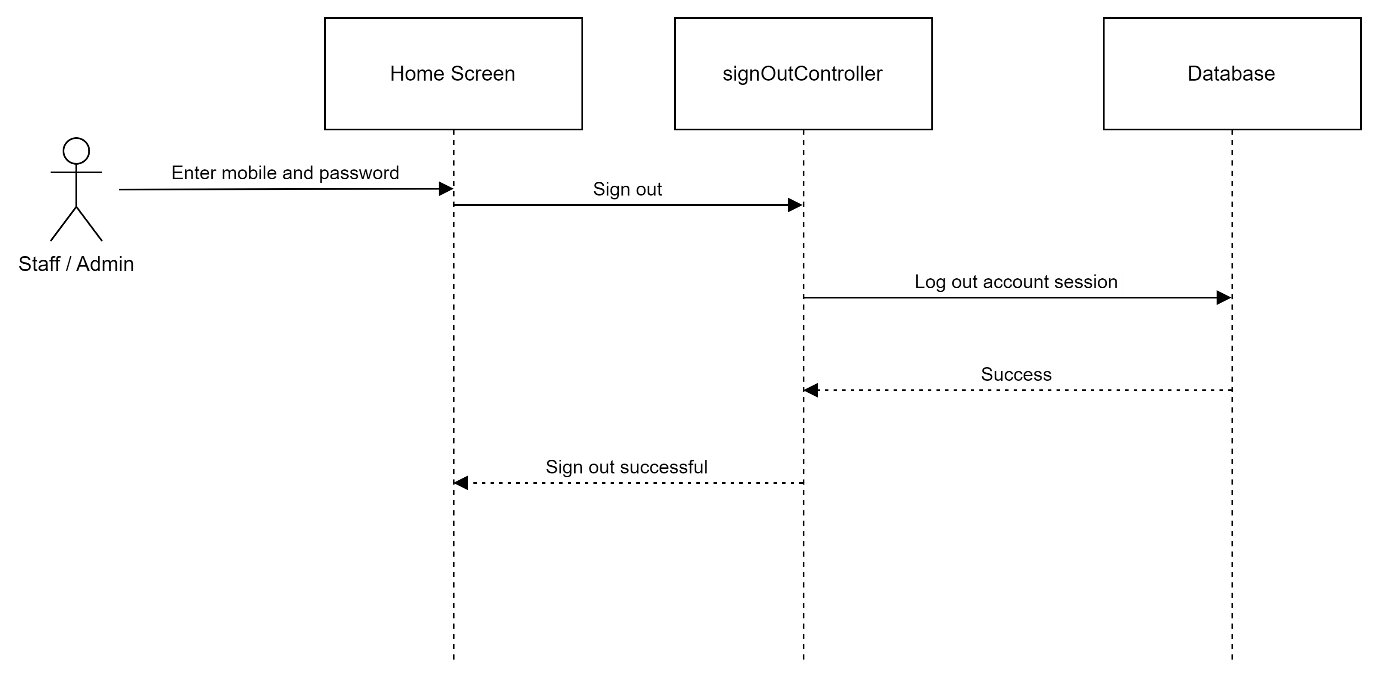 Home Screen
signOutController
Database
Enter mobile and password
Sign out
Staff / Admin
Log out account session
Success
Sign out successful